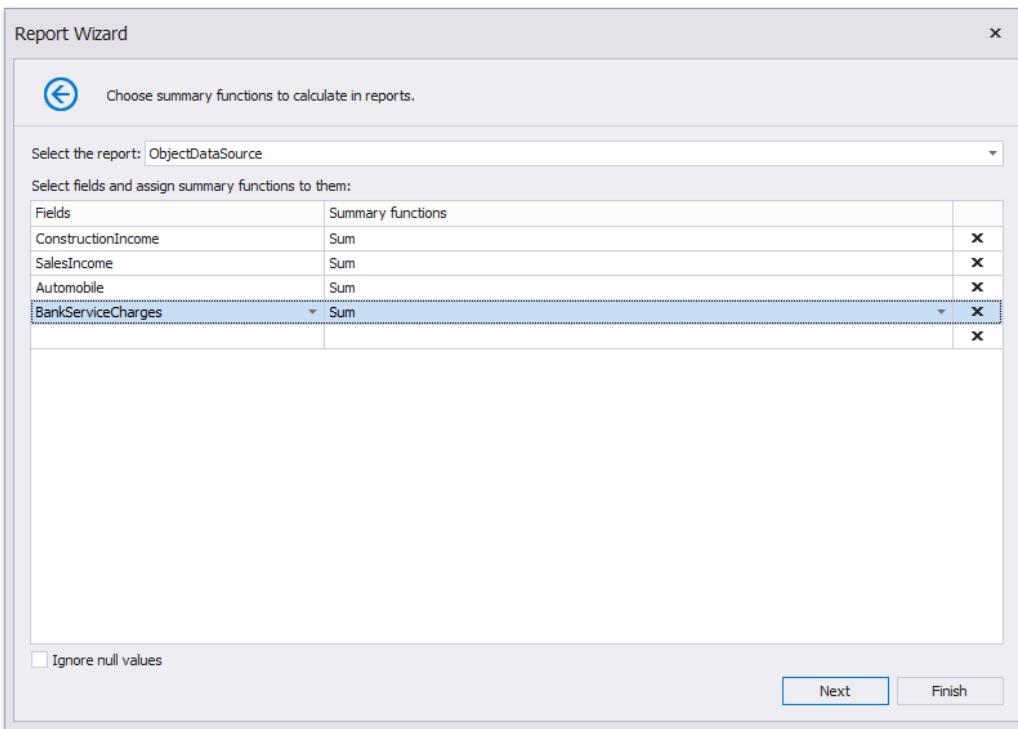 Report Wizard
Choose summary functions to calculate in reports.
Select the report: ObjectDataSource
Select fields and assign summary functions to them:
Fields Summary functions
ConstructionIncome Sum
SalesIncome Sum
Automobile Sum
BankServiceCharges Sum
Ignore null values
Next Finish